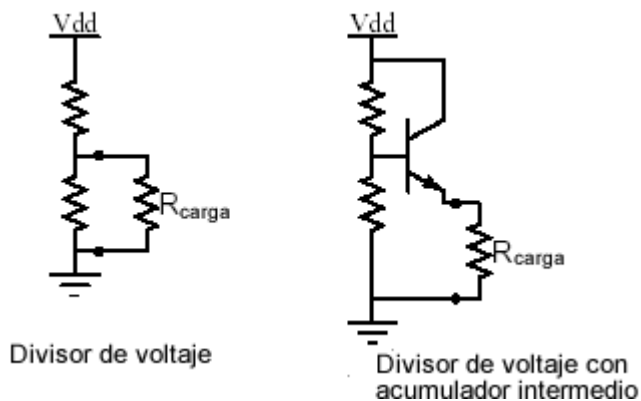 Vdd
Rcarga
Divisor de voltaje
Vdd
Rcarga
Divisor de voltaje con
acumulador intermedio